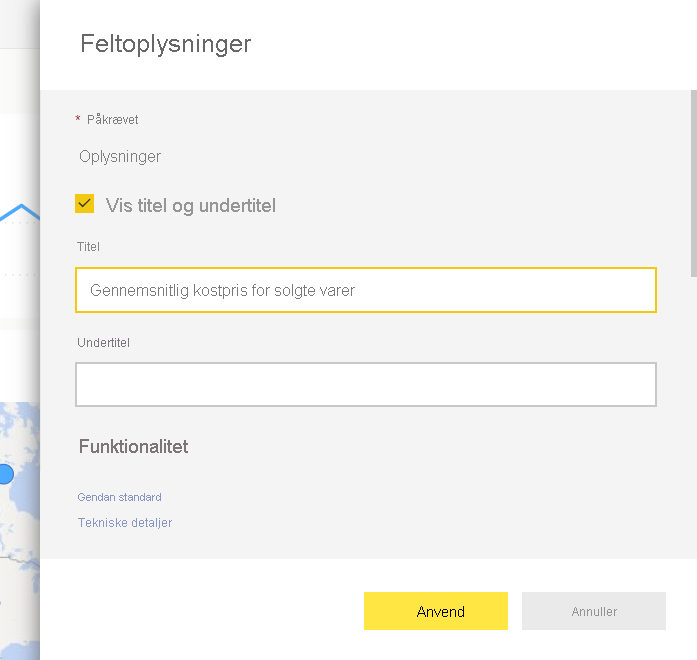 Feltoplysninger
* Påkrævet
Oplysninger
Vis titel og undertitel
Titel
Gennemsnitlig kostpris for solgte varer
Undertitel
Funktionalitet
Gendan standard
Tekniske detaljer
Anvend
Annuller